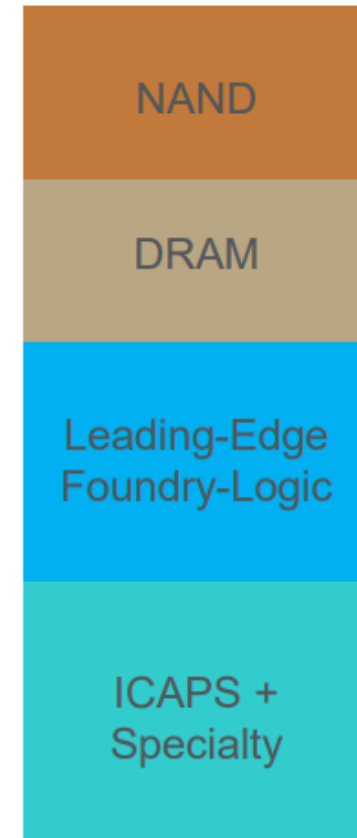 NAND
DRAM
Leading-Edge
Foundry-Logic
ICAPS +
Specialty